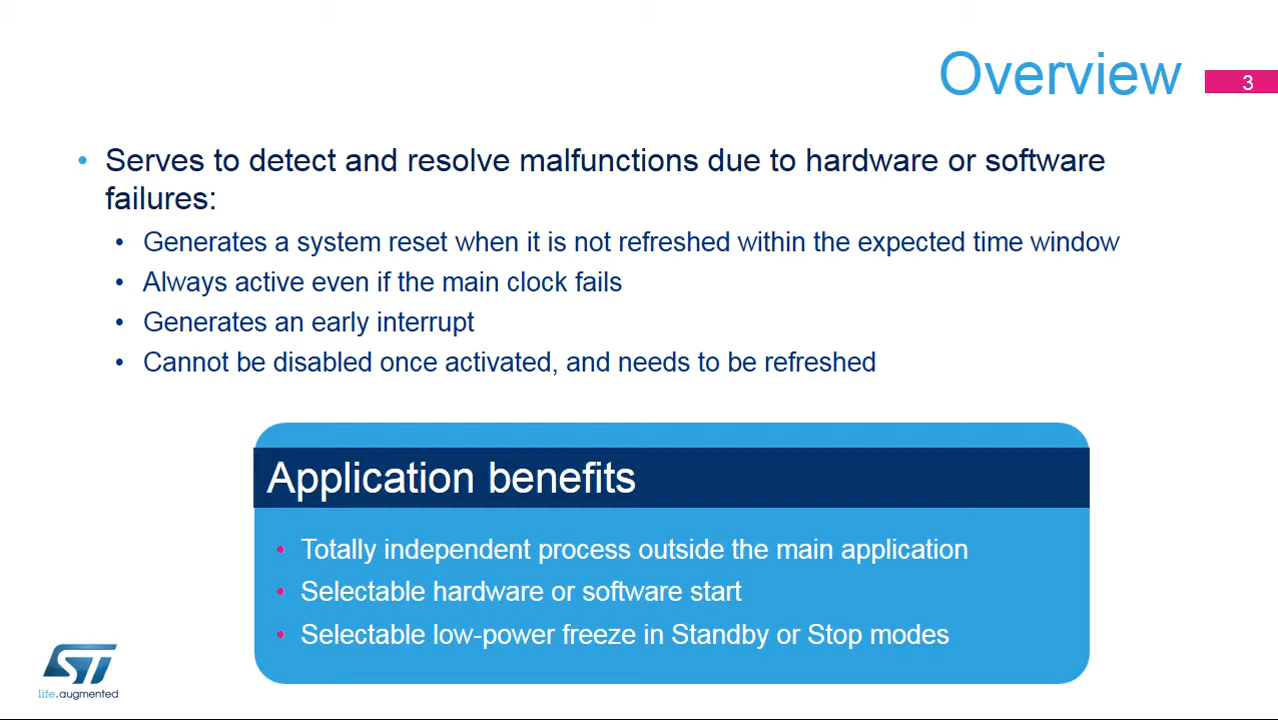 Overview
3
• Serves to detect and resolve malfunctions due to hardware or software
failures:
• Generates a system reset when it is not refreshed within the expected time window
• Always active even if the main clock fails
• Generates an early interrupt
• Cannot be disabled once activated, and needs to be refreshed
Application benefits
• Totally independent process outside the main application
• Selectable hardware or software start
• Selectable low-power freeze in Standby or Stop modes
ST
life.augmented